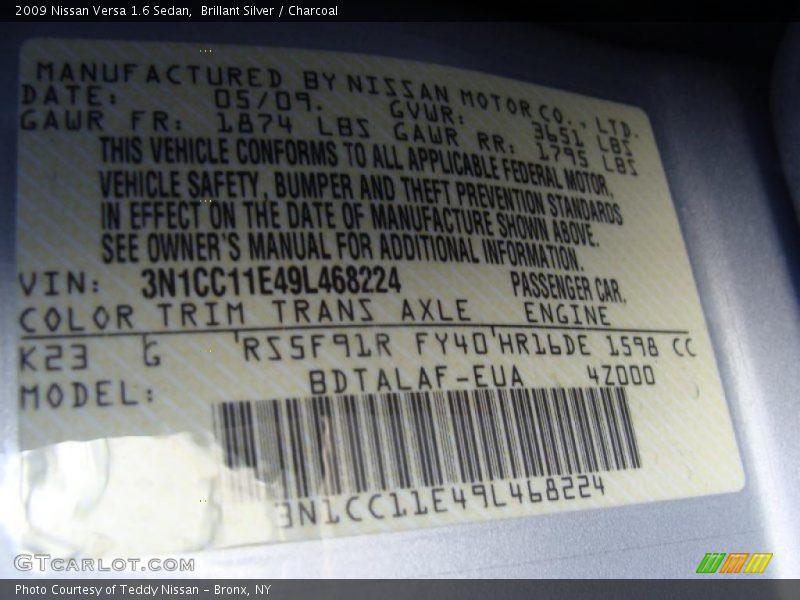 2009 Nissan Versa 1.6 Sedan, Brillant Silver / Charcoal
MANUFACTURED BY NISSAN MOTOR CO., LTD.
DATE: 05/09. GVWR: 3651 LBS
GAWR FR: 1874 LBS GAWR RR: 1795 LBS
THIS VEHICLE CONFORMS TO ALL APPLICABLE FEDERAL MOTOR
VEHICLE SAFETY, BUMPER AND THEFT PREVENTION STANDARDS
IN EFFECT ON THE DATE OF MANUFACTURE SHOWN ABOVE.
SEE OWNER'S MANUAL FOR ADDITIONAL INFORMATION.
VIN: 3N1CC11E49L468224 PASSENGER CAR.
COLOR TRIM TRANS AXLE ENGINE
K23 G RS5F91R FY40 HR16DE 1598 CC
MODEL: BDTALAF-EUA 4Z000
3N1CC11E49L468224
GTCARLOT.COM
Photo Courtesy of Teddy Nissan - Bronx, NY